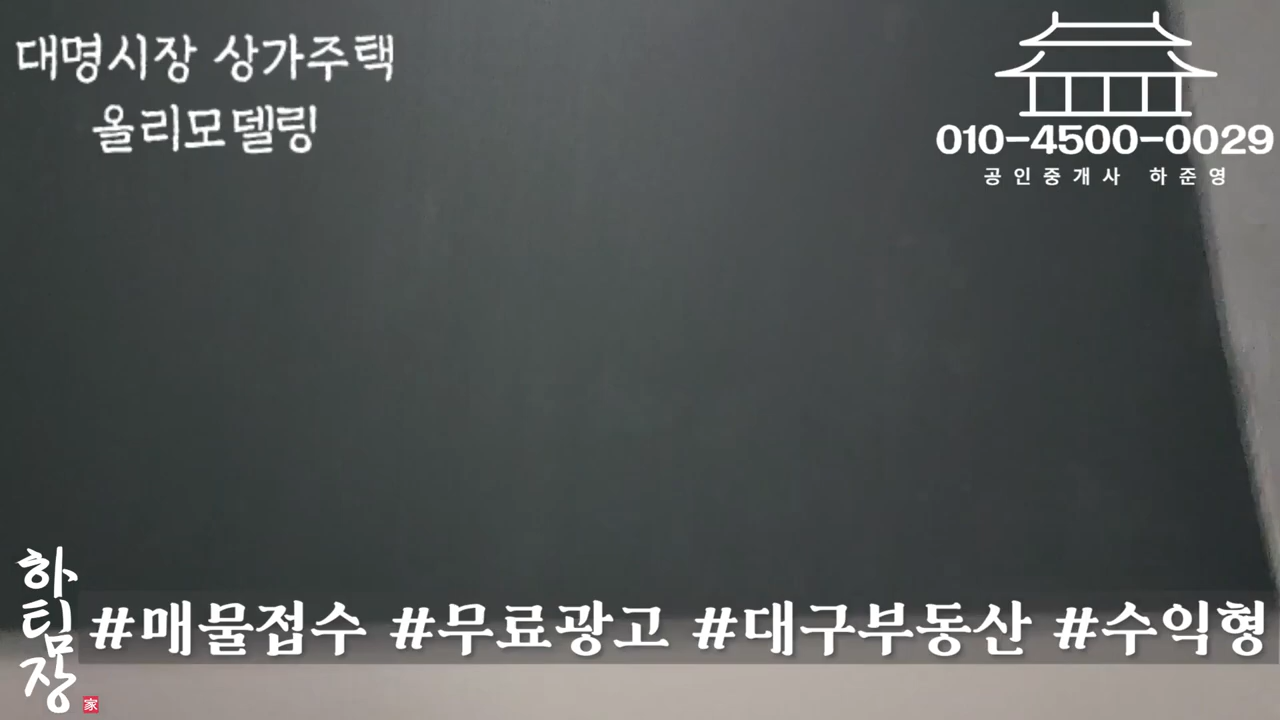 대명시장 상가주택
올리모델링
010-4500-0029
공인중개사 하준영
하팀장
家
#매물접수 #무료광고 #대구부동산 #수익형